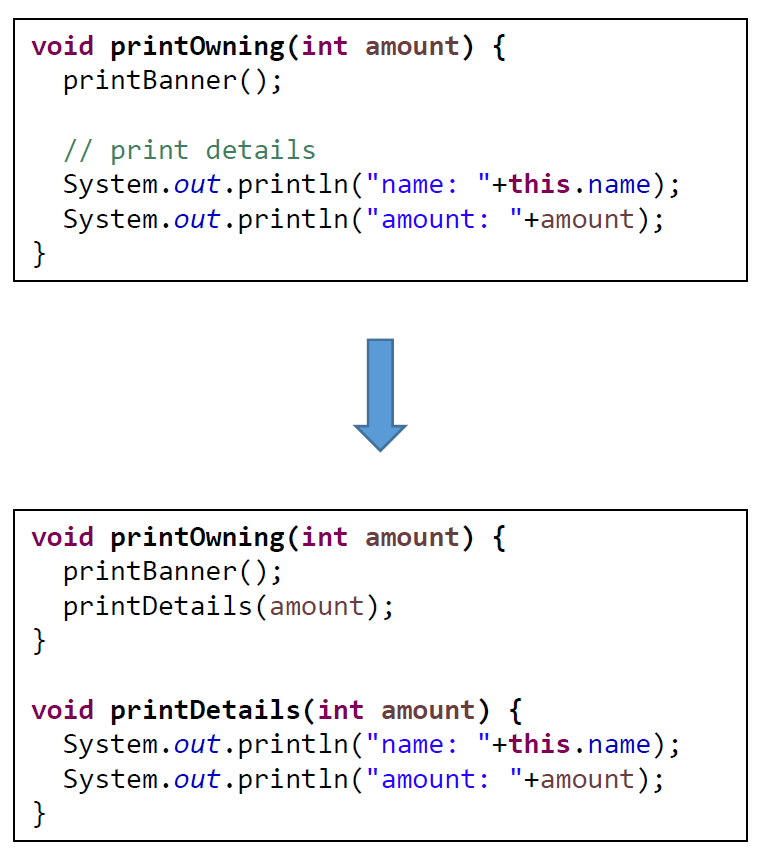 void printOwning(int amount) {
  printBanner();

  // print details
  System.out.println("name: "+this.name);
  System.out.println("amount: "+amount);
}

void printOwning(int amount) {
  printBanner();
  printDetails(amount);
}

void printDetails(int amount) {
  System.out.println("name: "+this.name);
  System.out.println("amount: "+amount);
}